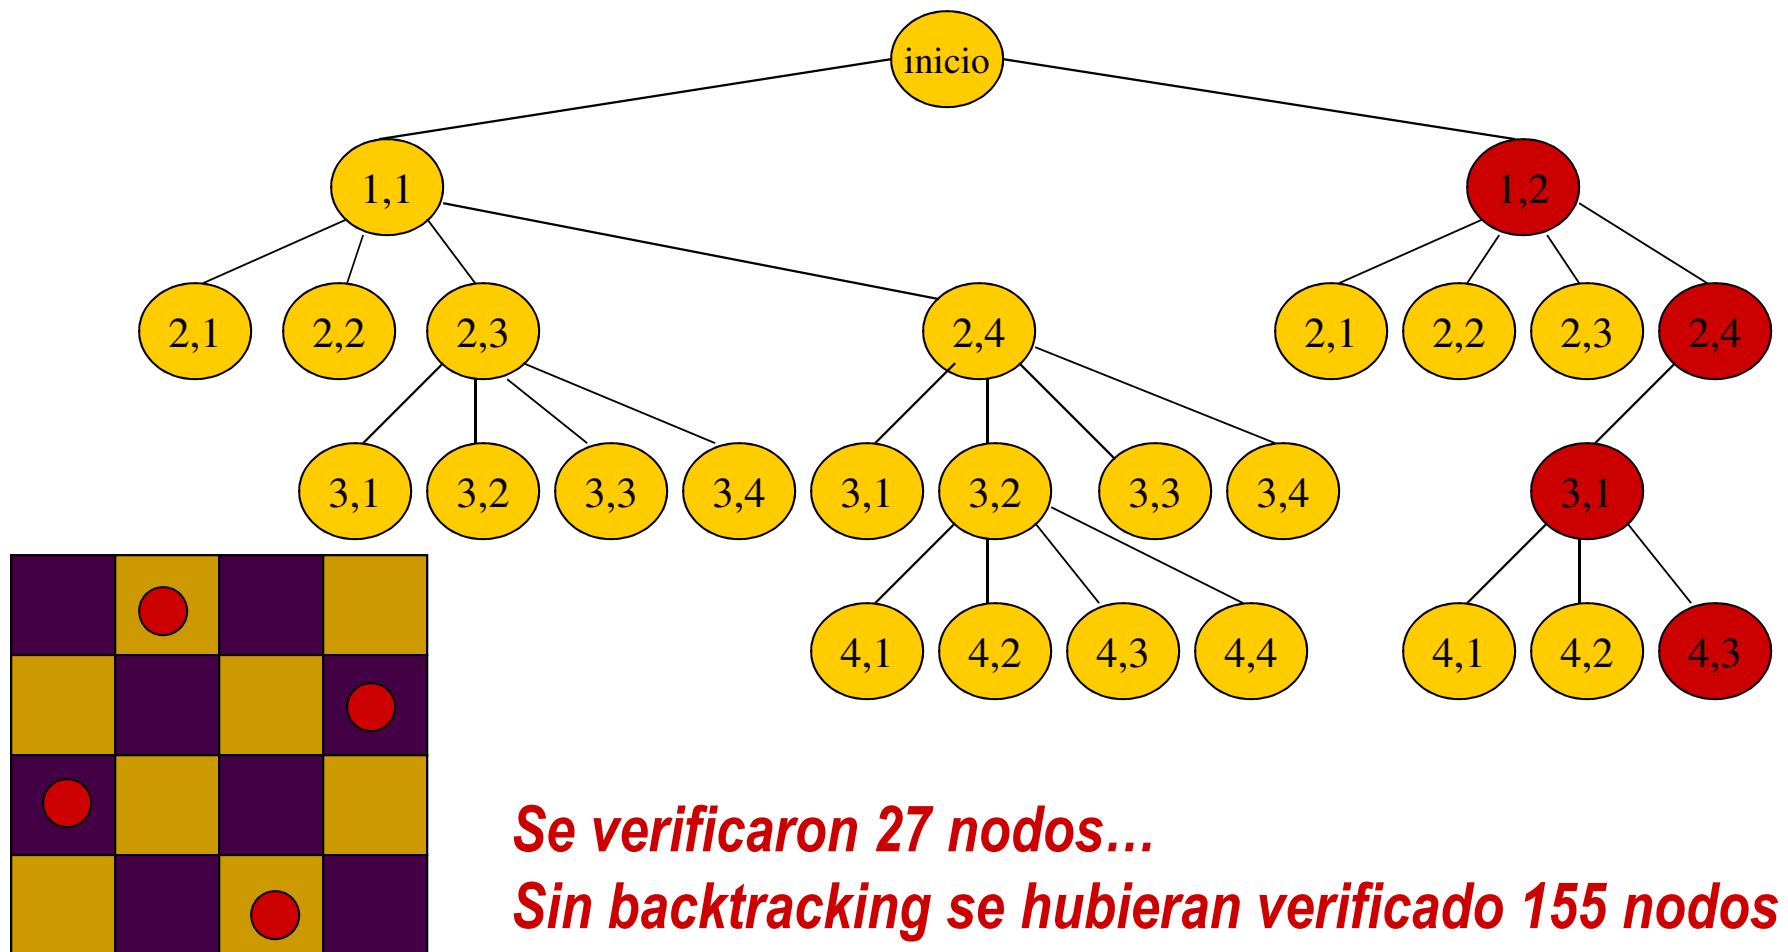 inicio
1,1 1,2
2,1 2,2 2,3 2,4 2,1 2,2 2,3 2,4
3,1 3,2 3,3 3,4 3,1 3,2 3,3 3,4 3,1
4,1 4,2 4,3 4,4 4,1 4,2 4,3
Se verificaron 27 nodos…
Sin backtracking se hubieran verificado 155 nodos